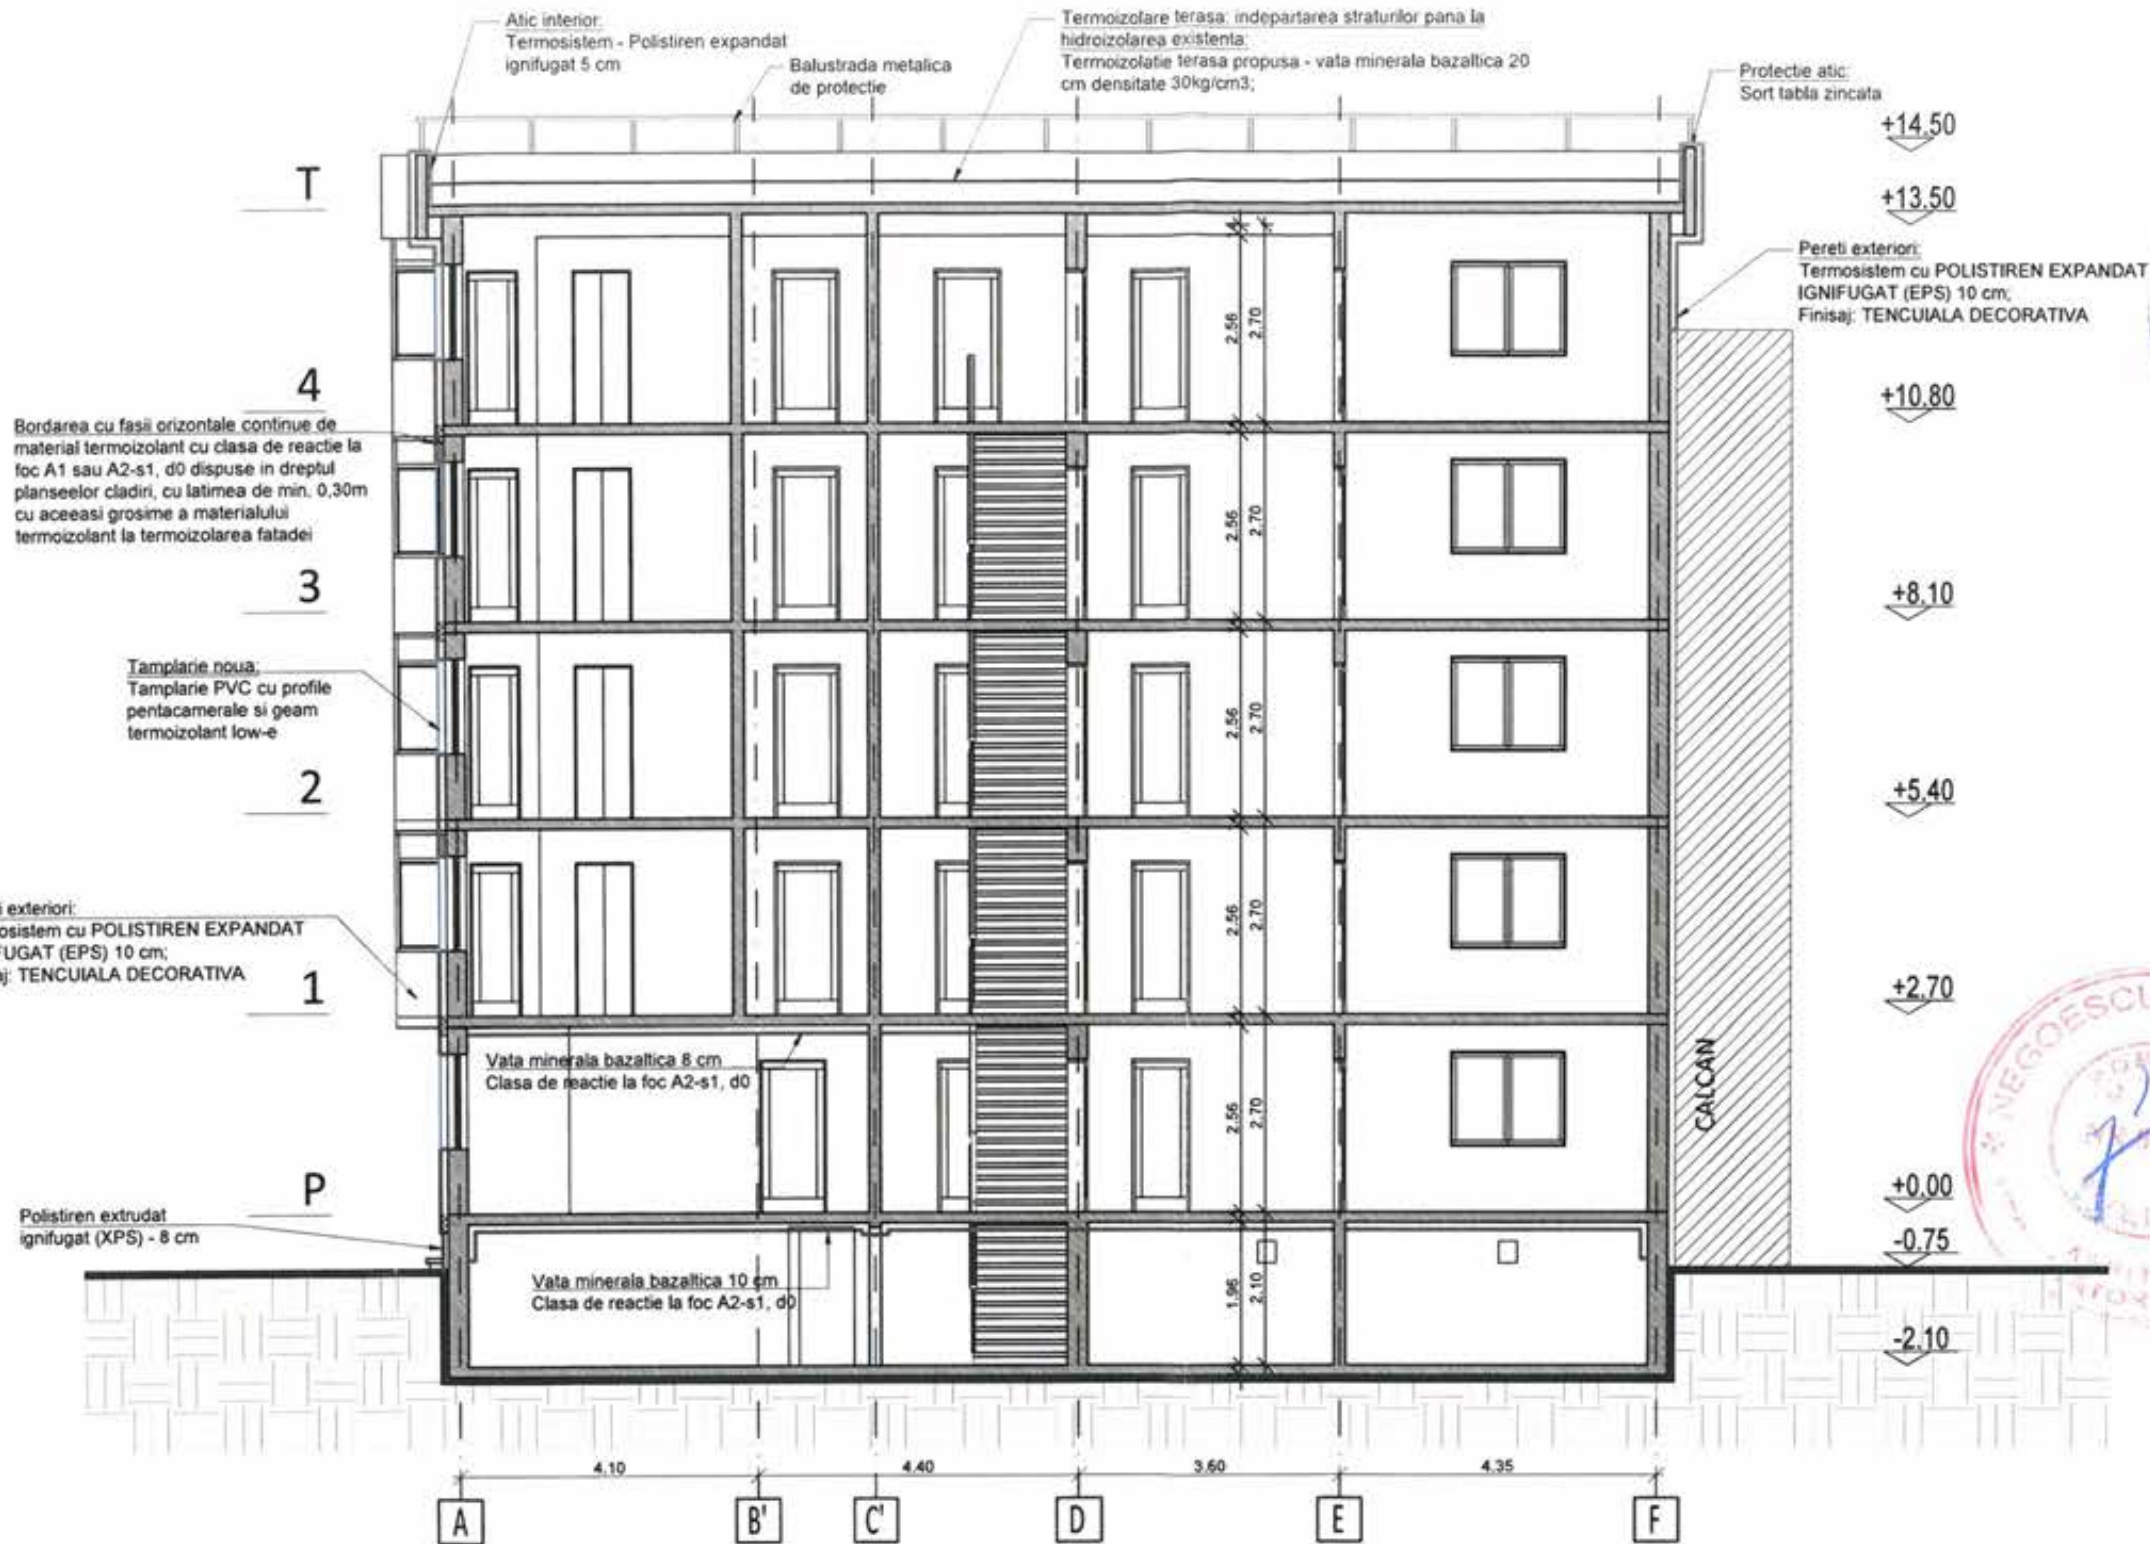 Atic interior:
Termosistem - Polistiren expandat
ignifugat 5 cm
Balustrada metalica
de protectie
Termoizolare terasa: indepartarea straturilor pana la
hidroizolarea existenta;
Termoizolatie terasa propusa - vata minerala bazaltica 20
cm densitate 30kg/cm3;
Protectie atic:
Sort tabla zincata
+14,50
T
+13,50
Pereti exteriori:
Termosistem cu POLISTIREN EXPANDAT
IGNIFUGAT (EPS) 10 cm;
Finisaj: TENCUIALA DECORATIVA
14
2,56
2,70
4
+10,80
Bordarea cu fasii orizontale continue de
material termoizolant cu clasa de reactie la
foc A1 sau A2-s1, d0 dispuse in dreptul
planseelor cladiri, cu latimea de min. 0,30m
cu aceeasi grosime a materialului
termoizolant la termoizolarea fatadei
2,56
2,70
3
+8,10
Tamplarie noua:
Tamplarie PVC cu profile
pentacamerale si geam
termoizolant low-e
2,56
2,70
2
+5,40
i exteriori:
osistem cu POLISTIREN EXPANDAT
FUGAT (EPS) 10 cm;
j: TENCUIALA DECORATIVA
2,56
2,70
1
+2,70
Vata minerala bazaltica 8 cm
Clasa de reactie la foc A2-s1, d0
2,56
2,70
CALCAN
NEGOESCU
P
+0,00
Polistiren extrudat
ignifugat (XPS) - 8 cm
-0.75
Vata minerala bazaltica 10 cm
Clasa de reactie la foc A2-s1, d0
1,96
2,10
-2,10
4,10
4,40
3,60
4,35
A
B'
C'
D
E
F